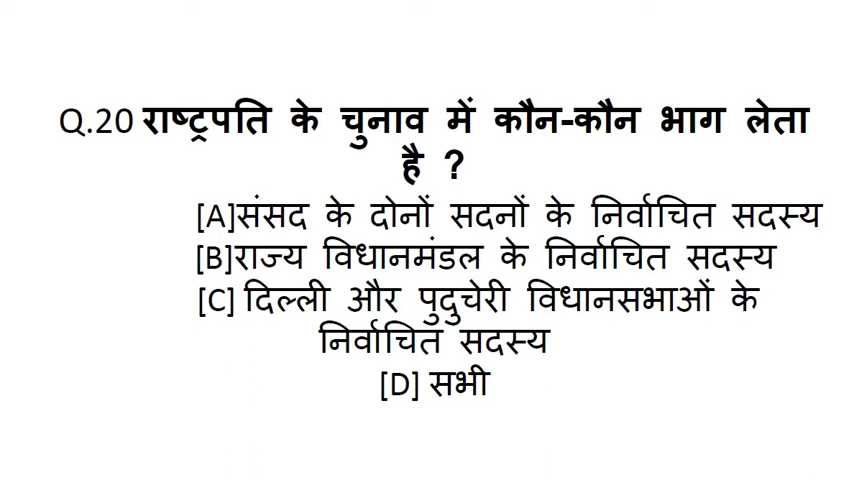 Q.20 राष्ट्रपति के चुनाव में कौन-कौन भाग लेता
है ?
[A]संसद के दोनों सदनों के निर्वाचित सदस्य
[B]राज्य विधानमंडल के निर्वाचित सदस्य
[C] दिल्ली और पुदुचेरी विधानसभाओं के
निर्वाचित सदस्य
[D] सभी